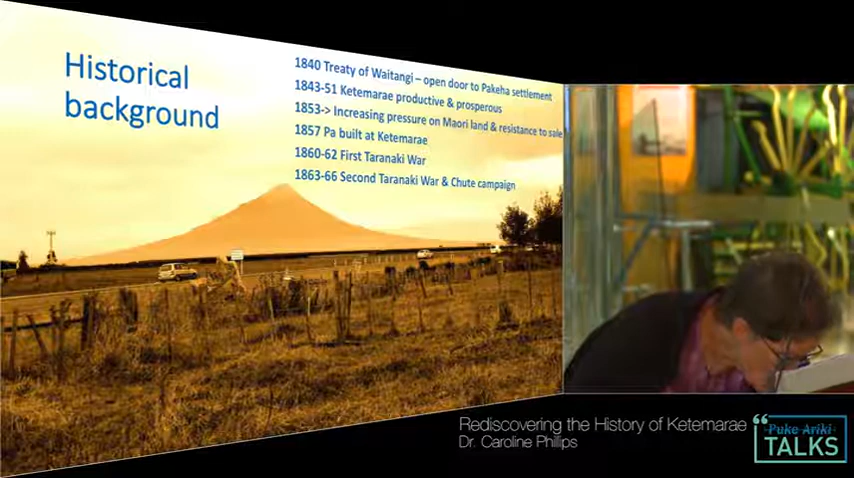 Historical
background
1840 Treaty of Waitangi – open door to Pakeha settlement
1843-51 Ketemarae productive & prosperous
1853-> Increasing pressure on Maori land & resistance to sale
1857 Pa built at Ketemarae
1860-62 First Taranaki War
1863-66 Second Taranaki War & Chute campaign
Rediscovering the History of Ketemarae
Dr. Caroline Phillips
“Puke Ariki
TALKS